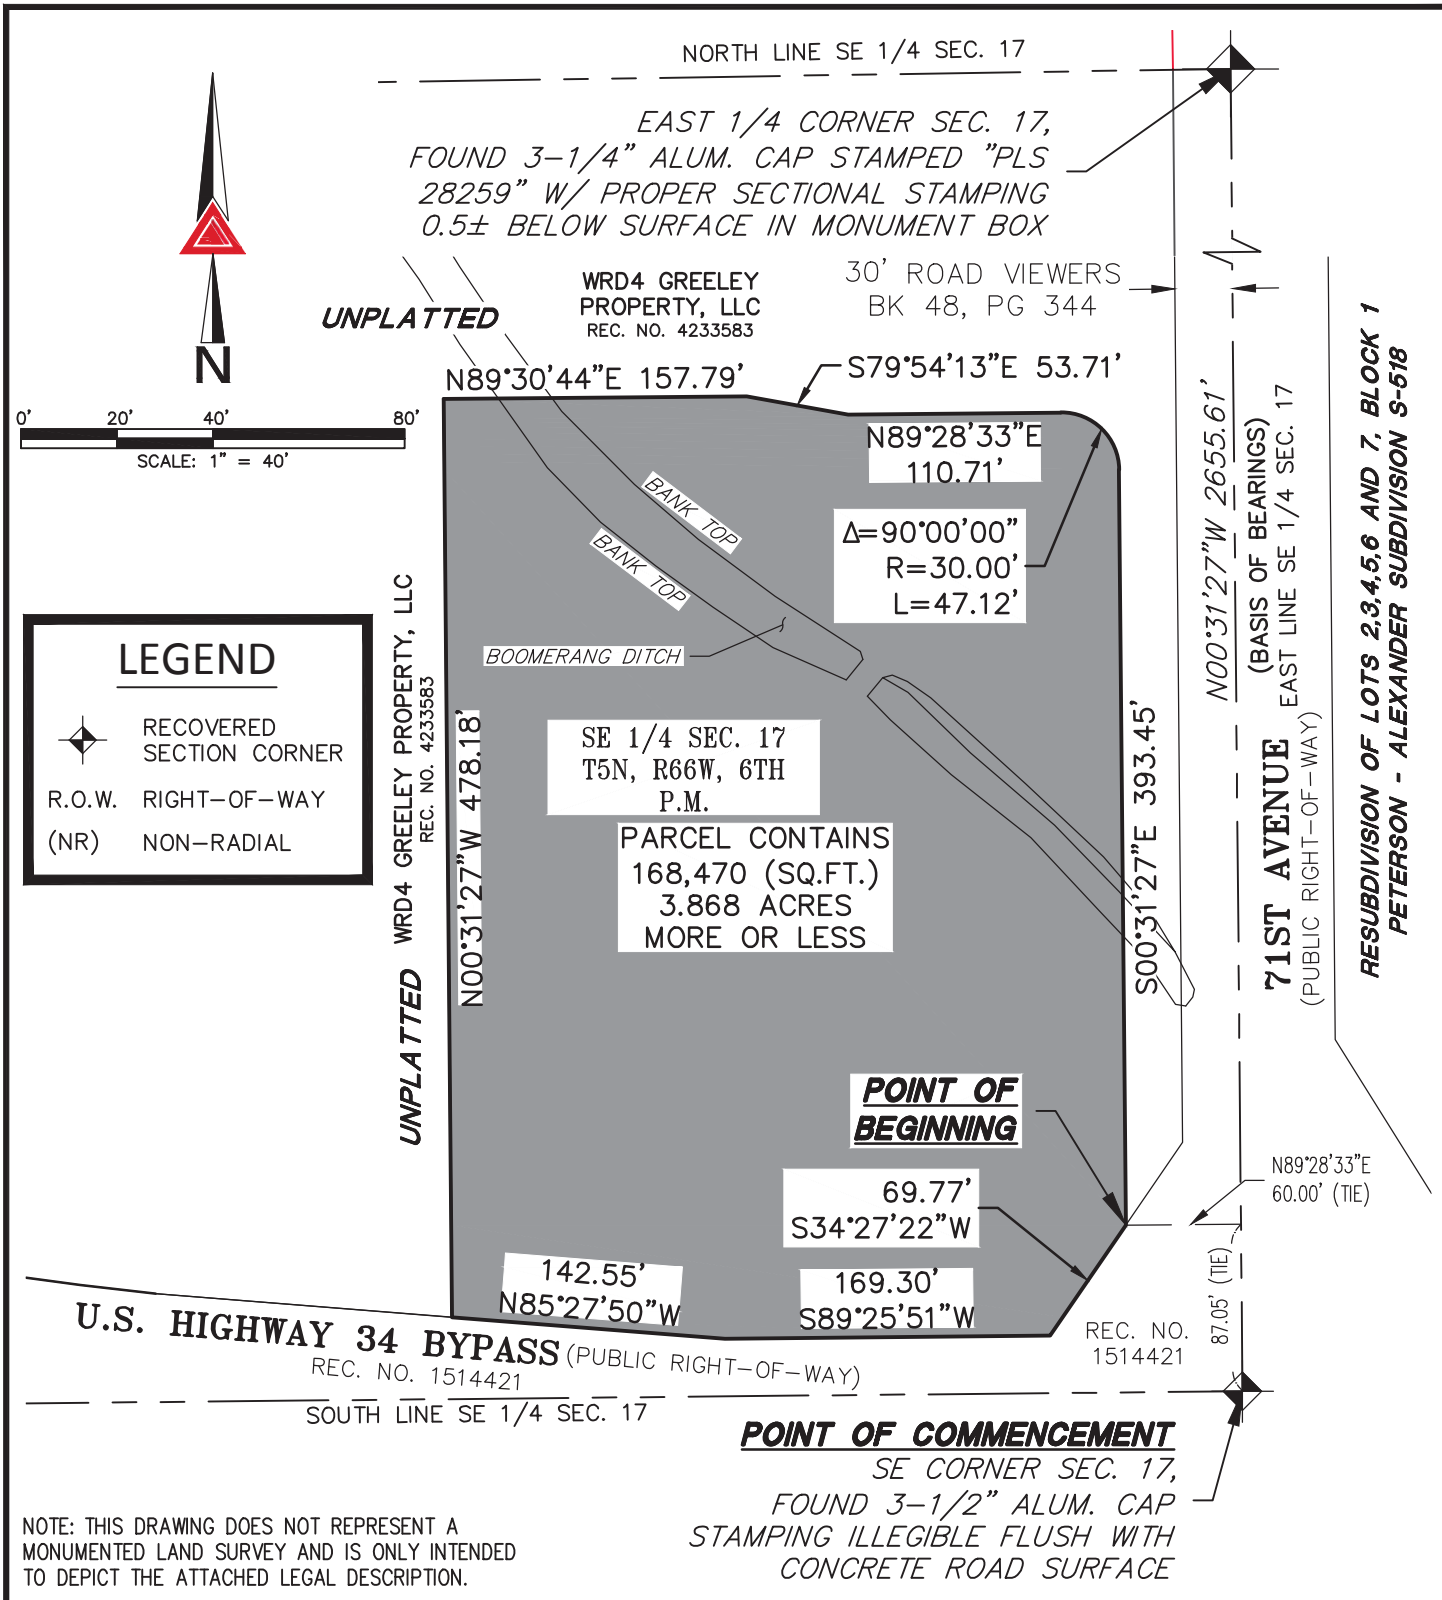 NORTH LINE SE 1/4 SEC. 17
EAST 1/4 CORNER SEC. 17,
FOUND 3-1/4" ALUM. CAP STAMPED "PLS
28259" W/ PROPER SECTIONAL STAMPING
0.5± BELOW SURFACE IN MONUMENT BOX
N
0' 20' 40' 80'
SCALE: 1" = 40'
UNPLATTED
WRD4 GREELEY
PROPERTY, LLC
REC. NO. 4233583
30' ROAD VIEWERS
BK 48, PG 344
N89°30'44"E 157.79'
S79°54'13"E 53.71'
N89°28'33"E
110.71'
Δ=90°00'00"
R=30.00'
L=47.12'
BANK TOP
BANK TOP
BOOMERANG DITCH
LEGEND
RECOVERED
SECTION CORNER
R.O.W. RIGHT-OF-WAY
(NR) NON-RADIAL
UNPLATTED WRD4 GREELEY PROPERTY, LLC
REC. NO. 4233583
N00°31'27"W 478.18'
SE 1/4 SEC. 17
T5N, R66W, 6TH
P.M.
PARCEL CONTAINS
168,470 (SQ.FT.)
3.868 ACRES
MORE OR LESS
S00°31'27"E 393.45'
N00°31'27"W 2655.61'
(BASIS OF BEARINGS)
EAST LINE SE 1/4 SEC. 17
71ST AVENUE
(PUBLIC RIGHT-OF-WAY)
RESUBDIVISION OF LOTS 2,3,4,5,6 AND 7, BLOCK 1
PETERSON - ALEXANDER SUBDIVISION S-518
POINT OF
BEGINNING
69.77'
S34°27'22"W
N89°28'33"E
60.00' (TIE)
87.05' (TIE)
142.55'
N85°27'50"W
169.30'
S89°25'51"W
REC. NO.
1514421
U.S. HIGHWAY 34 BYPASS (PUBLIC RIGHT-OF-WAY)
REC. NO. 1514421
SOUTH LINE SE 1/4 SEC. 17
POINT OF COMMENCEMENT
SE CORNER SEC. 17,
FOUND 3-1/2" ALUM. CAP
STAMPING ILLEGIBLE FLUSH WITH
CONCRETE ROAD SURFACE
NOTE: THIS DRAWING DOES NOT REPRESENT A
MONUMENTED LAND SURVEY AND IS ONLY INTENDED
TO DEPICT THE ATTACHED LEGAL DESCRIPTION.